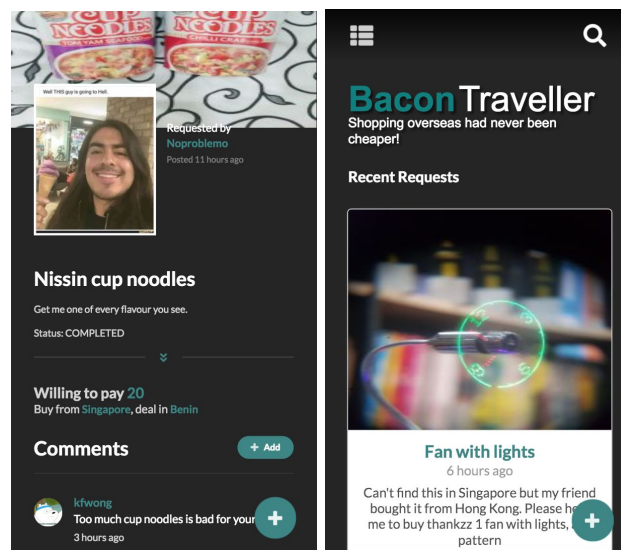 CUP
NOODLES
TOM YAM SEAFOOD
CUP
NOODLES
CHILLI CRAB
Well THIS guy is going to Hell.
Requested by
Noproblemo
Posted 11 hours ago
Nissin cup noodles
Get me one of every flavour you see.
Status: COMPLETED
Willing to pay 20
Buy from Singapore, deal in Benin
Comments
+ Add
kfwong
Too much cup noodles is bad for your
3 hours ago
+
BaconTraveller
Shopping overseas had never been
cheaper!
Recent Requests
12
3
6
Fan with lights
6 hours ago
Can't find this in Singapore but my friend
bought it from Hong Kong. Please
me to buy thankzz 1 fan with lights,
pattern
+